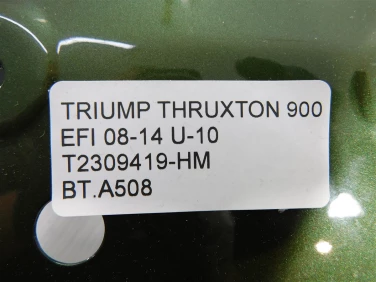 TRIUMP THRUXTON 900
EFI 08-14 U-10
T2309419-HM
BT.A508